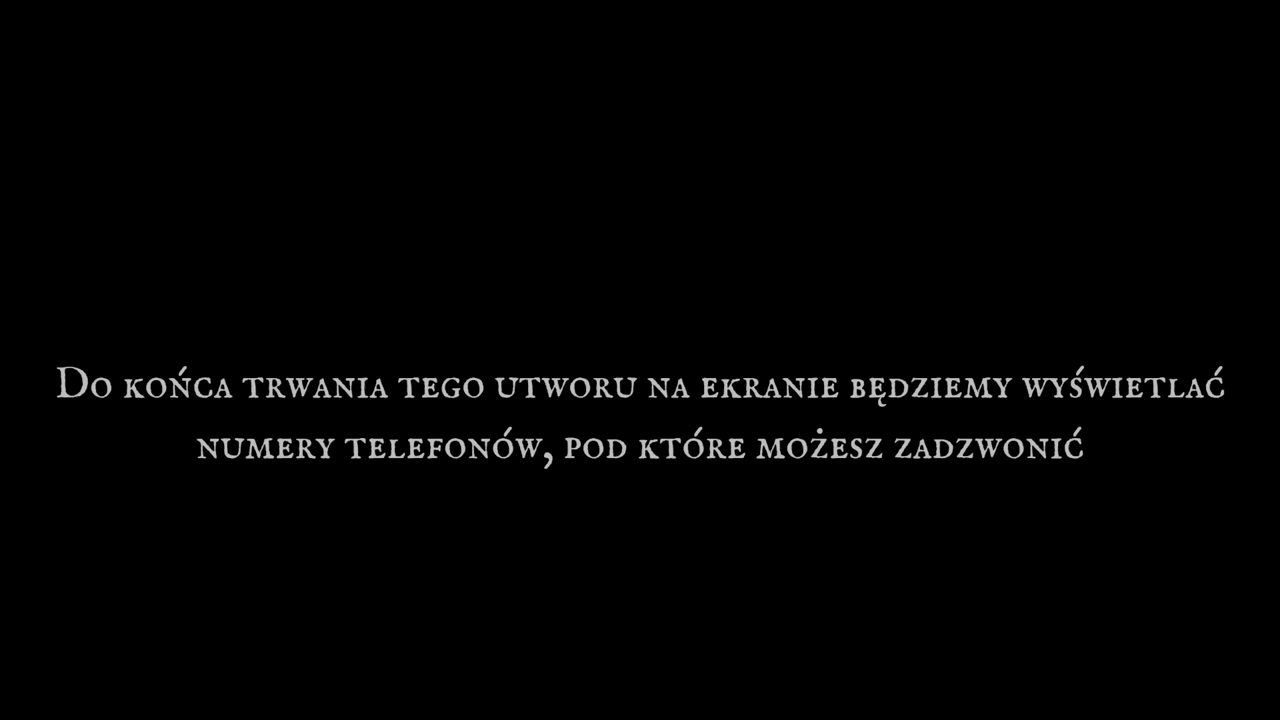 Do końca trwania tego utworu na ekranie będziemy wyświetlać
numery telefonów, pod które możesz zadzwonić